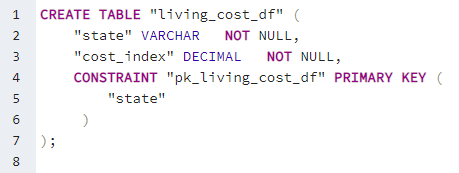 1 CREATE TABLE "living_cost_df" (
2     "state" VARCHAR   NOT NULL,
3     "cost_index" DECIMAL   NOT NULL,
4     CONSTRAINT "pk_living_cost_df" PRIMARY KEY (
5         "state"
6      )
7 );
8